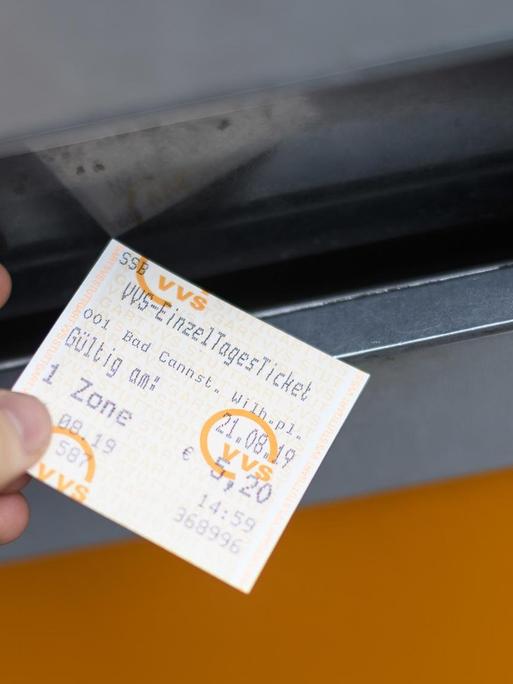 SSB
VVS
VVS-EinzelTagesTicket
001 Bad Cannst. Wilh.pl.
Gültig am: 21.08.19
1 Zone € 5,20
VVS
08.19 14:59
587 368996
VVS